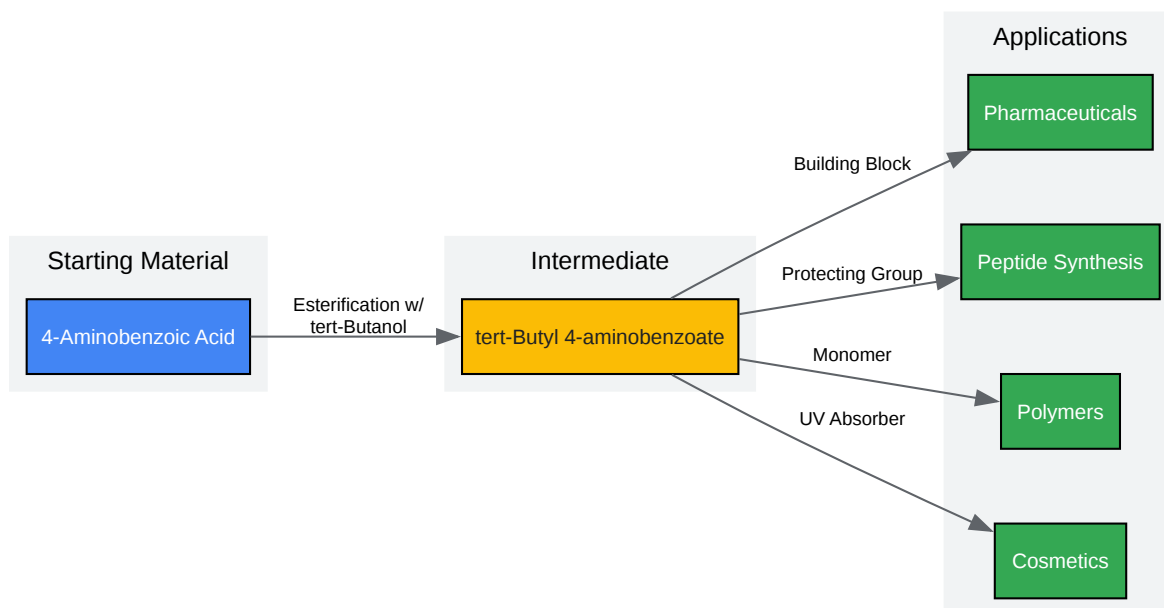 Starting Material
4-Aminobenzoic Acid
Esterification w/
tert-Butanol
Intermediate
tert-Butyl 4-aminobenzoate
Building Block
Protecting Group
Monomer
UV Absorber
Applications
Pharmaceuticals
Peptide Synthesis
Polymers
Cosmetics